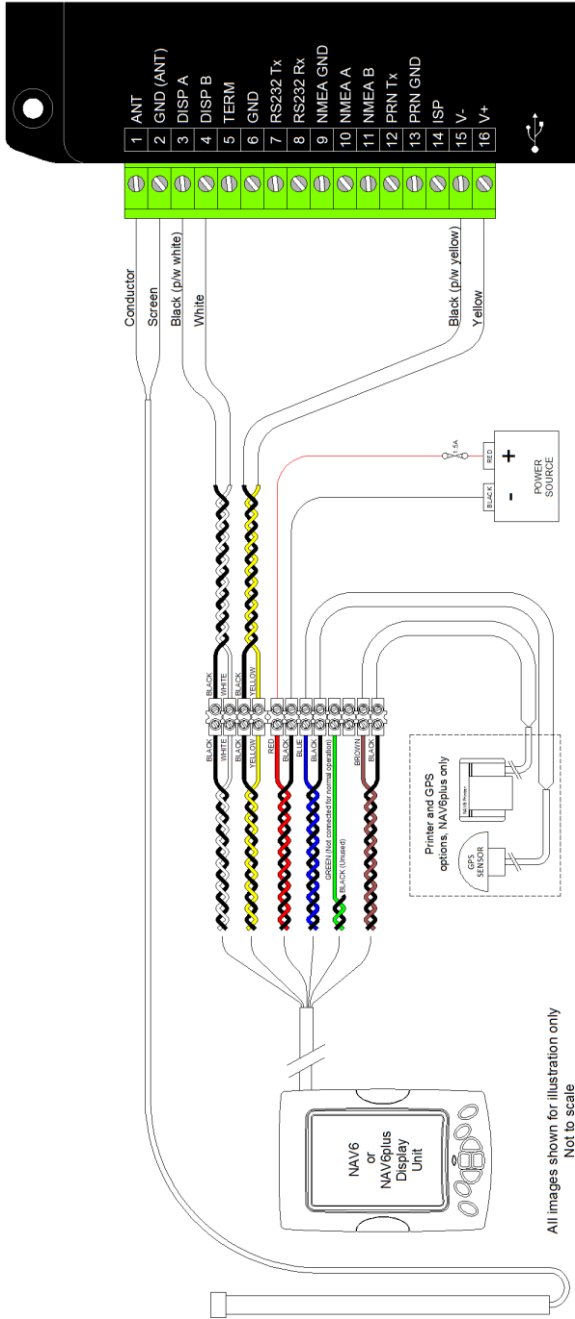 1 ANT
2 GND (ANT)
3 DISP A
4 DISP B
5 TERM
6 GND
7 RS232 Tx
8 RS232 Rx
9 NMEA GND
10 NMEA A
11 NMEA B
12 PRN Tx
13 PRN GND
14 ISP
15 V-
16 V+
Conductor
Screen
Black (p/w white)
White
Black (p/w yellow)
Yellow
BLACK
WHITE
BLACK
YELLOW
BLACK
WHITE
BLACK
YELLOW
RED
BLACK
BLUE
BLACK
GREEN (Not connected for normal operation)
BLACK (Unused)
BROWN
BLACK
1.5A
RED
BLACK
+
-
POWER
SOURCE
Printer and GPS
options, NAV6plus only
GPS
SENSOR
NAV6
or
NAV6plus
Display
Unit
All images shown for illustration only
Not to scale